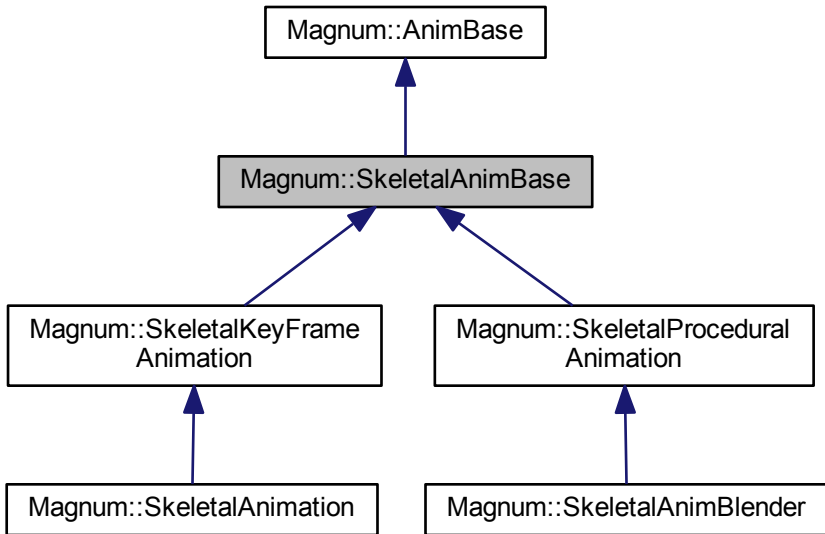 Magnum::AnimBase
Magnum::SkeletalAnimBase
Magnum::SkeletalKeyFrame
Animation
Magnum::SkeletalProcedural
Animation
Magnum::SkeletalAnimation
Magnum::SkeletalAnimBlender